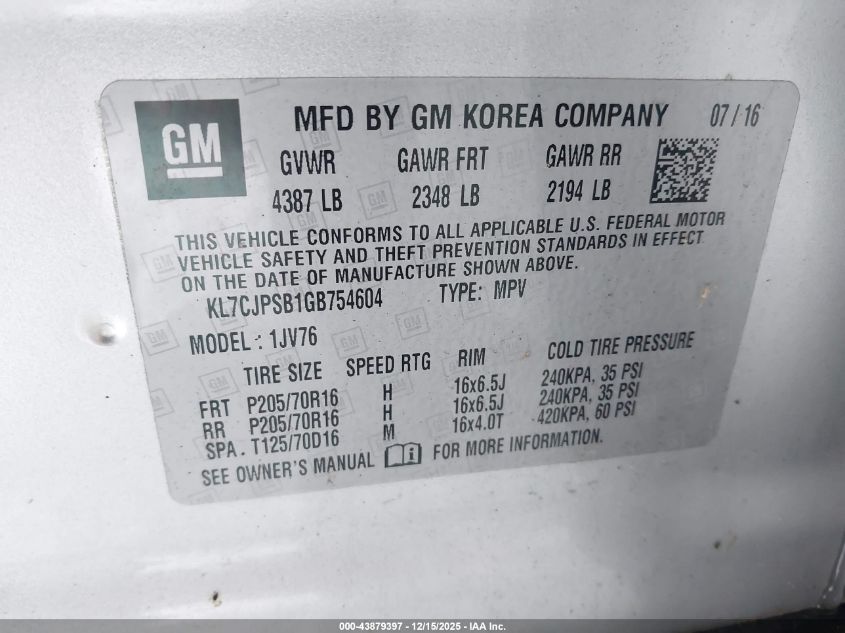 GM
MFD BY GM KOREA COMPANY 07/16
GVWR GAWR FRT GAWR RR
4387 LB 2348 LB 2194 LB
THIS VEHICLE CONFORMS TO ALL APPLICABLE U.S. FEDERAL MOTOR
VEHICLE SAFETY AND THEFT PREVENTION STANDARDS IN EFFECT
ON THE DATE OF MANUFACTURE SHOWN ABOVE.
KL7CJPSB1GB754604 TYPE: MPV
MODEL : 1JV76
TIRE SIZE SPEED RTG RIM COLD TIRE PRESSURE
FRT P205/70R16 H 16x6.5J 240KPA, 35 PSI
RR P205/70R16 H 16x6.5J 240KPA, 35 PSI
SPA. T125/70D16 M 16x4.0T 420KPA, 60 PSI
SEE OWNER'S MANUAL FOR MORE INFORMATION.
000-43879397 - 12/15/2025 - IAA Inc.